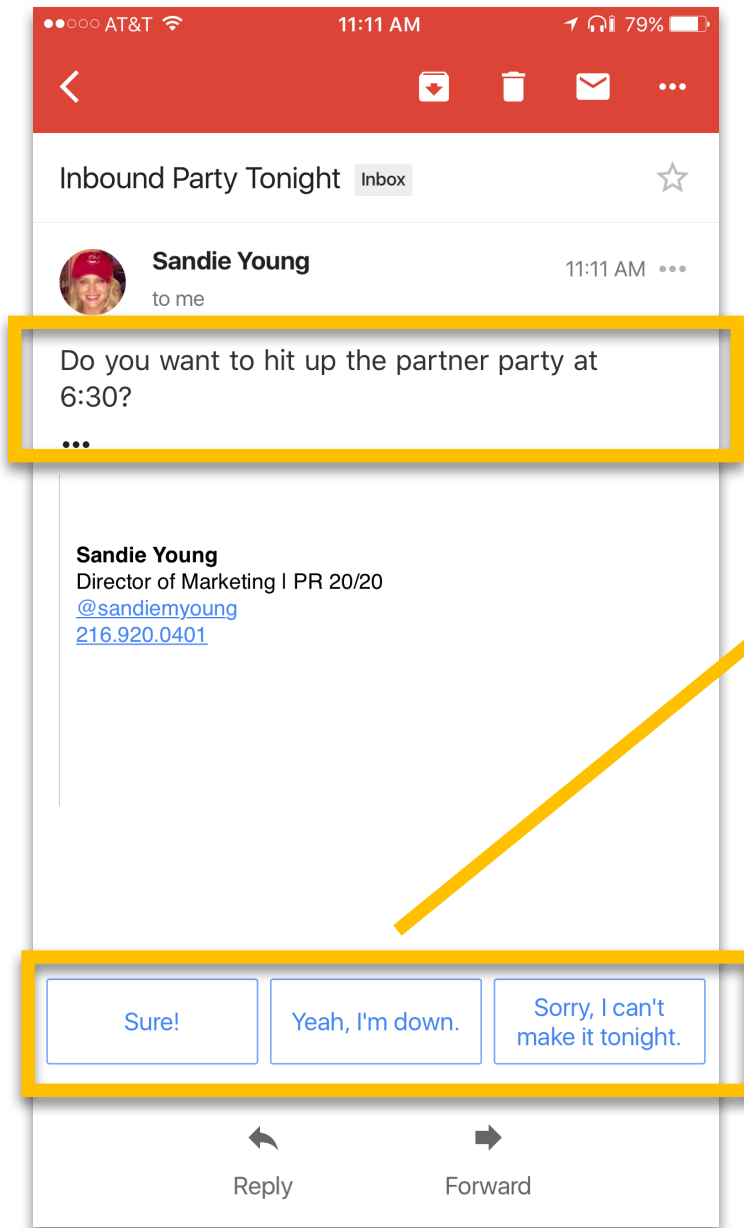 AT&T 11:11 AM 79%
Inbound Party Tonight Inbox
Sandie Young 11:11 AM
to me
Do you want to hit up the partner party at
6:30?
Sandie Young
Director of Marketing | PR 20/20
@sandiemyoung
216.920.0401
Sure! Yeah, I'm down. Sorry, I can't
make it tonight.
Reply Forward